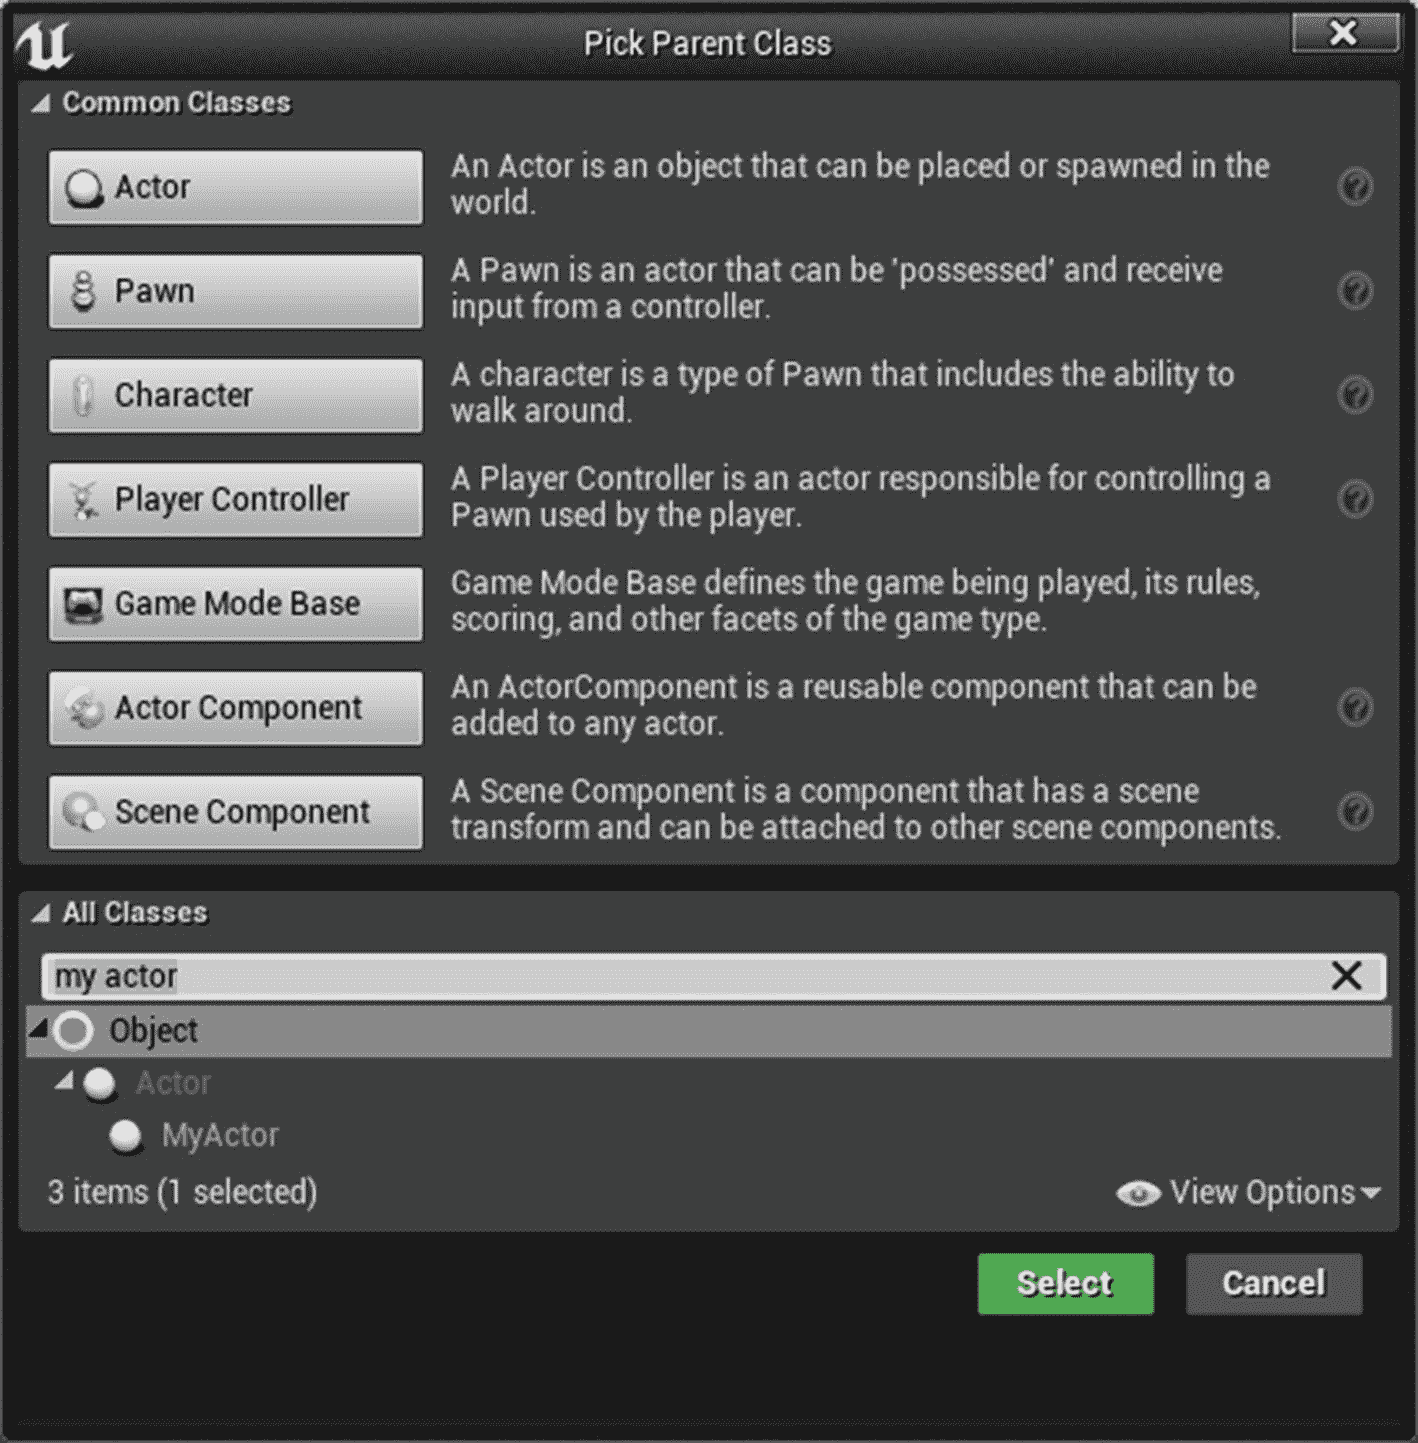 Pick Parent Class
Common Classes
Actor
An Actor is an object that can be placed or spawned in the
world.
Pawn
A Pawn is an actor that can be 'possessed' and receive
input from a controller.
Character
A character is a type of Pawn that includes the ability to
walk around.
Player Controller
A Player Controller is an actor responsible for controlling a
Pawn used by the player.
Game Mode Base
Game Mode Base defines the game being played, its rules,
scoring, and other facets of the game type.
Actor Component
An ActorComponent is a reusable component that can be
added to any actor.
Scene Component
A Scene Component is a component that has a scene
transform and can be attached to other scene components.
All Classes
my actor
Object
Actor
MyActor
3 items (1 selected)
View Options
Select
Cancel